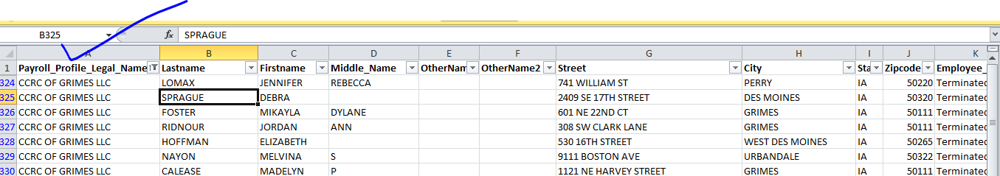 B325 fx SPRAGUE
A B C D E F G H I J K
1 Payroll_Profile_Legal_Name Lastname Firstname Middle_Name OtherNam OtherName2 Street City Sta Zipcode Employee_
324 CCRC OF GRIMES LLC LOMAX JENNIFER REBECCA 741 WILLIAM ST PERRY IA 50220 Terminated
325 CCRC OF GRIMES LLC SPRAGUE DEBRA 2409 SE 17TH STREET DES MOINES IA 50320 Terminated
326 CCRC OF GRIMES LLC FOSTER MIKAYLA DYLANE 601 NE 22ND CT GRIMES IA 50111 Terminated
327 CCRC OF GRIMES LLC RIDNOUR JORDAN ANN 308 SW CLARK LANE GRIMES IA 50111 Terminated
328 CCRC OF GRIMES LLC HOFFMAN ELIZABETH 530 16TH STREET WEST DES MOINES IA 50265 Terminated
329 CCRC OF GRIMES LLC NAYON MELVINA S 9111 BOSTON AVE URBANDALE IA 50322 Terminated
330 CCRC OF GRIMES LLC CALEASE MADELYN P 1121 NE HARVEY STREET GRIMES IA 50111 Terminated